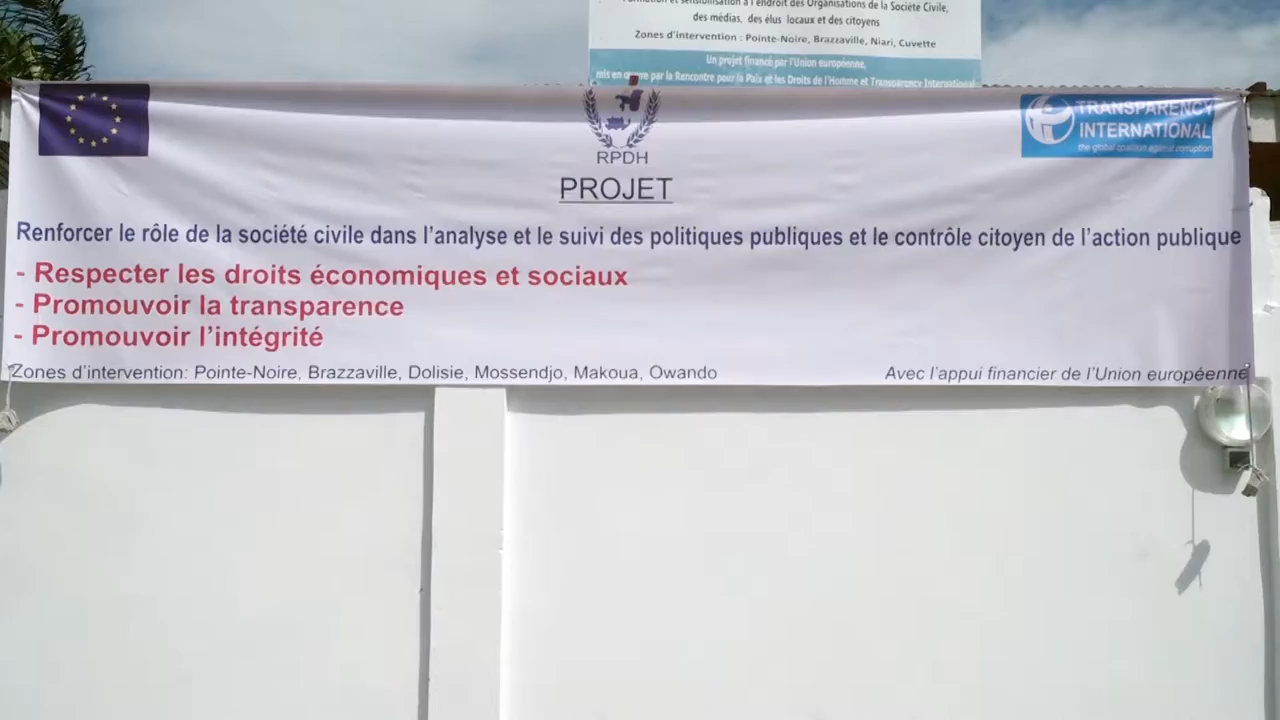 Formation et sensibilisation à l'endroit des Organisations de la Société Civile,
des médias, des élus locaux et des citoyens
Zones d'intervention : Pointe-Noire, Brazzaville, Niari, Cuvette
Un projet financé par l'Union européenne,
mis en œuvre par la Rencontre pour la Paix et les Droits de l'Homme et Transparency International
TRANSPARENCY
INTERNATIONAL
the global coalition against corruption
RPDH
PROJET
Renforcer le rôle de la société civile dans l'analyse et le suivi des politiques publiques et le contrôle citoyen de l'action publique
- Respecter les droits économiques et sociaux
- Promouvoir la transparence
- Promouvoir l'intégrité
Zones d'intervention: Pointe-Noire, Brazzaville, Dolisie, Mossendjo, Makoua, Owando
Avec l'appui financier de l'Union européenne